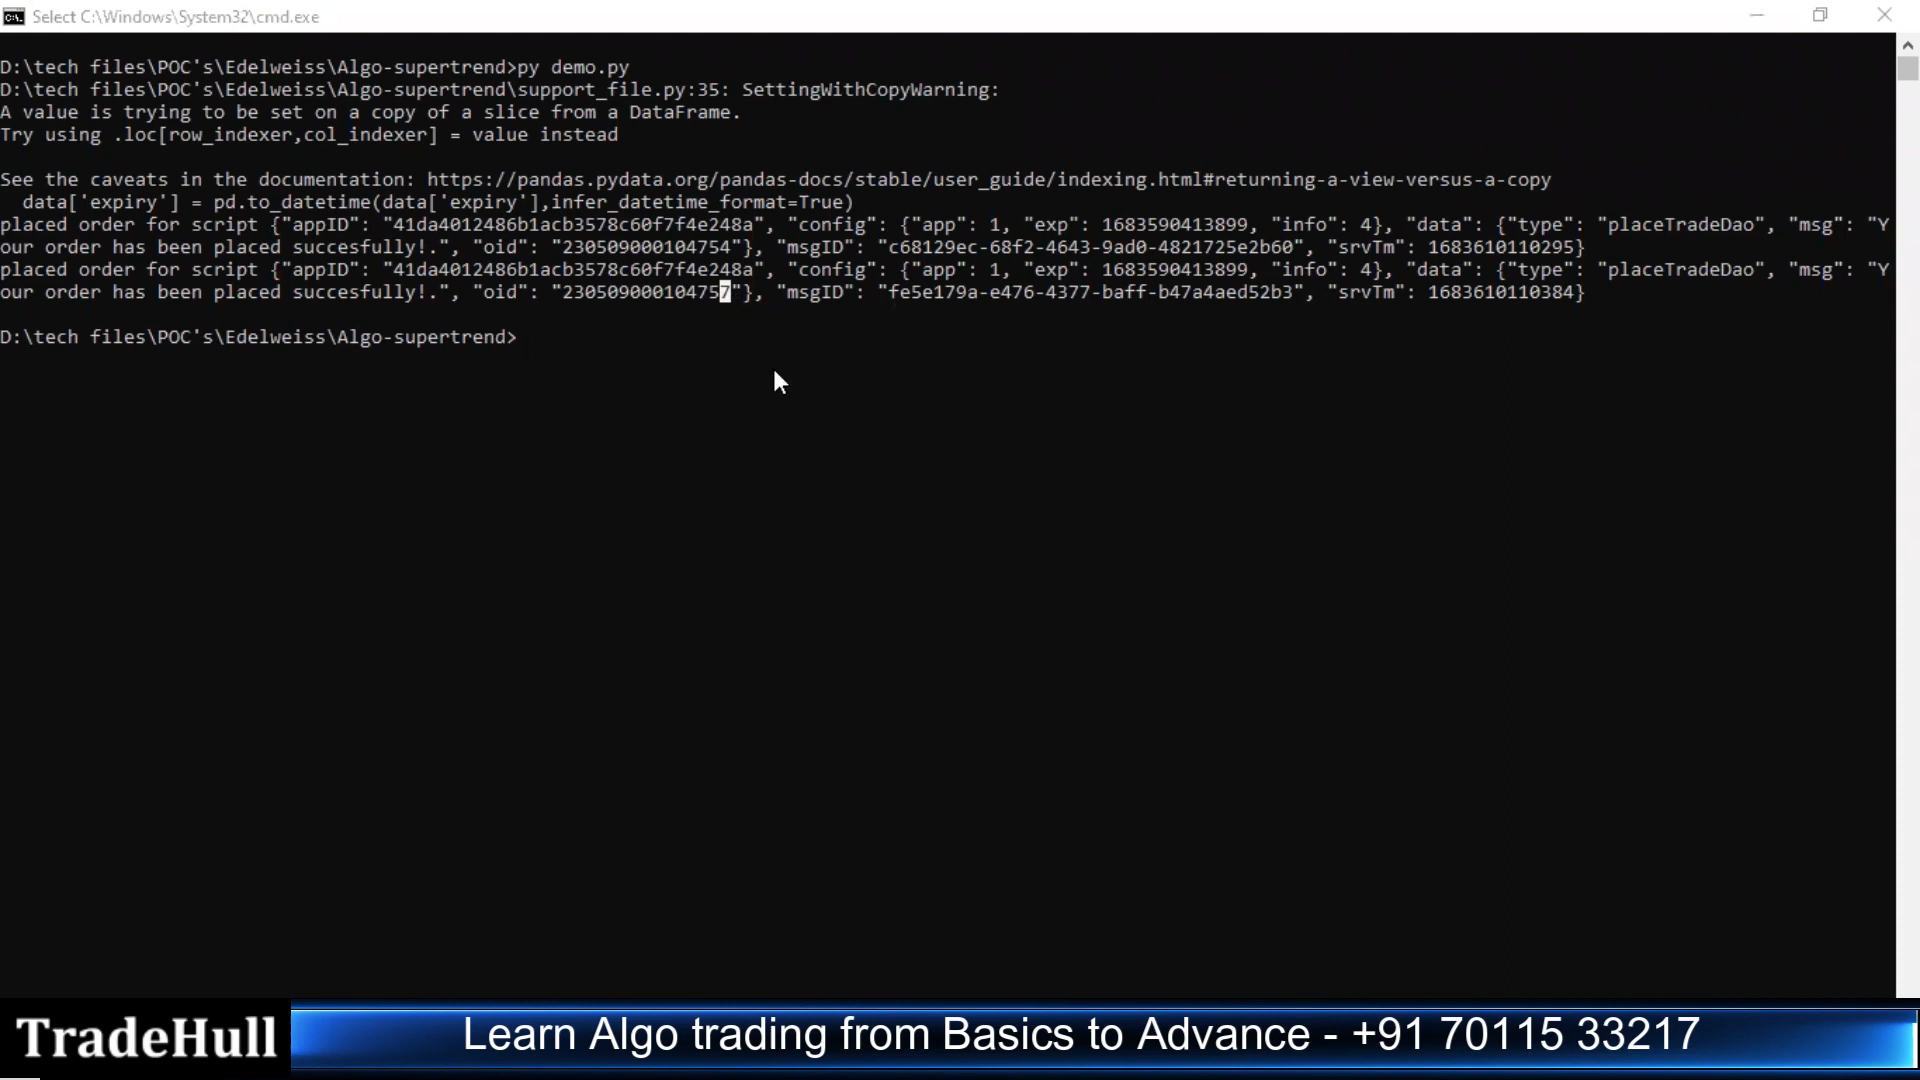 Select C:\Windows\System32\cmd.exe
D:\tech files\POC's\Edelweiss\Algo-supertrend>py demo.py
D:\tech files\POC's\Edelweiss\Algo-supertrend\support_file.py:35: SettingWithCopyWarning:
A value is trying to be set on a copy of a slice from a DataFrame.
Try using .loc[row_indexer,col_indexer] = value instead
See the caveats in the documentation: https://pandas.pydata.org/pandas-docs/stable/user_guide/indexing.html#returning-a-view-versus-a-copy
data['expiry'] = pd.to_datetime(data['expiry'],infer_datetime_format=True)
placed order for script {"appID": "41da4012486b1acb3578c60f7f4e248a", "config": {"app": 1, "exp": 1683590413899, "info": 4}, "data": {"type": "placeTradeDao", "msg": "Y
our order has been placed succesfully!.", "oid": "230509000104754"}, "msgID": "c68129ec-68f2-4643-9ad0-4821725e2b60", "srvTm": 1683610110295}
placed order for script {"appID": "41da4012486b1acb3578c60f7f4e248a", "config": {"app": 1, "exp": 1683590413899, "info": 4}, "data": {"type": "placeTradeDao", "msg": "Y
our order has been placed succesfully!.", "oid": "230509000104757"}, "msgID": "fe5e179a-e476-4377-baff-b47a4aed52b3", "srvTm": 1683610110384}
D:\tech files\POC's\Edelweiss\Algo-supertrend>
TradeHull
Learn Algo trading from Basics to Advance - +91 70115 33217